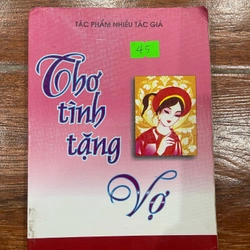 TÁC PHẨM NHIỀU TÁC GIẢ
45
Thơ
tình
tặng
Vợ